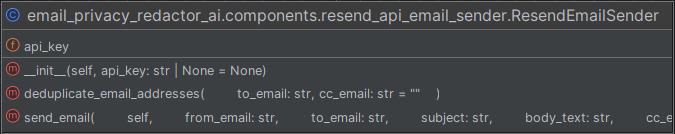 email_privacy_redactor_ai.components.resend_api_email_sender.ResendEmailSender
api_key
__init__(self, api_key: str | None = None)
deduplicate_email_addresses( to_email: str, cc_email: str = "" )
send_email( self, from_email: str, to_email: str, subject: str, body_text: str, cc_e